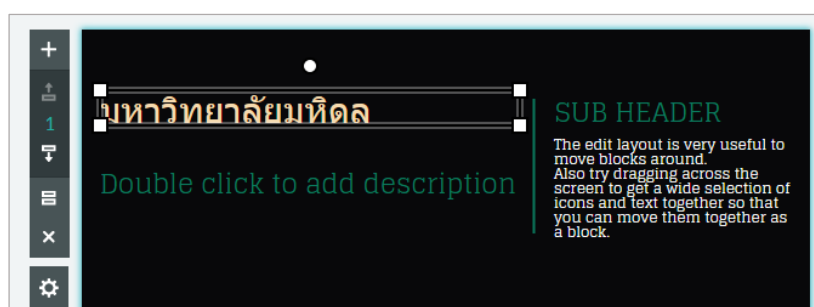 1
มหาวิทยาลัยมหิดล
Double click to add description
SUB HEADER
The edit layout is very useful to
move blocks around.
Also try dragging across the
screen to get a wide selection of
icons and text together so that
you can move them together as
a block.